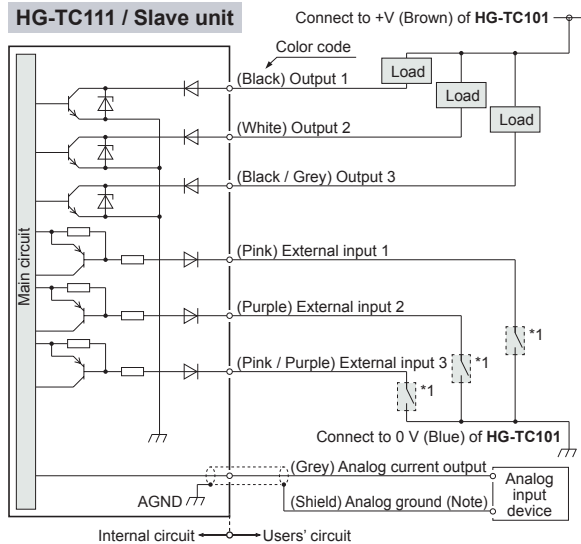 HG-TC111 / Slave unit
Connect to +V (Brown) of HG-TC101
Color code
(Black) Output 1
Load
(White) Output 2
Load
(Black / Grey) Output 3
Load
Main circuit
(Pink) External input 1
(Purple) External input 2
*1
(Pink / Purple) External input 3
*1
*1
Connect to 0 V (Blue) of HG-TC101
(Grey) Analog current output
AGND
(Shield) Analog ground (Note)
Analog
input
device
Internal circuit
Users' circuit